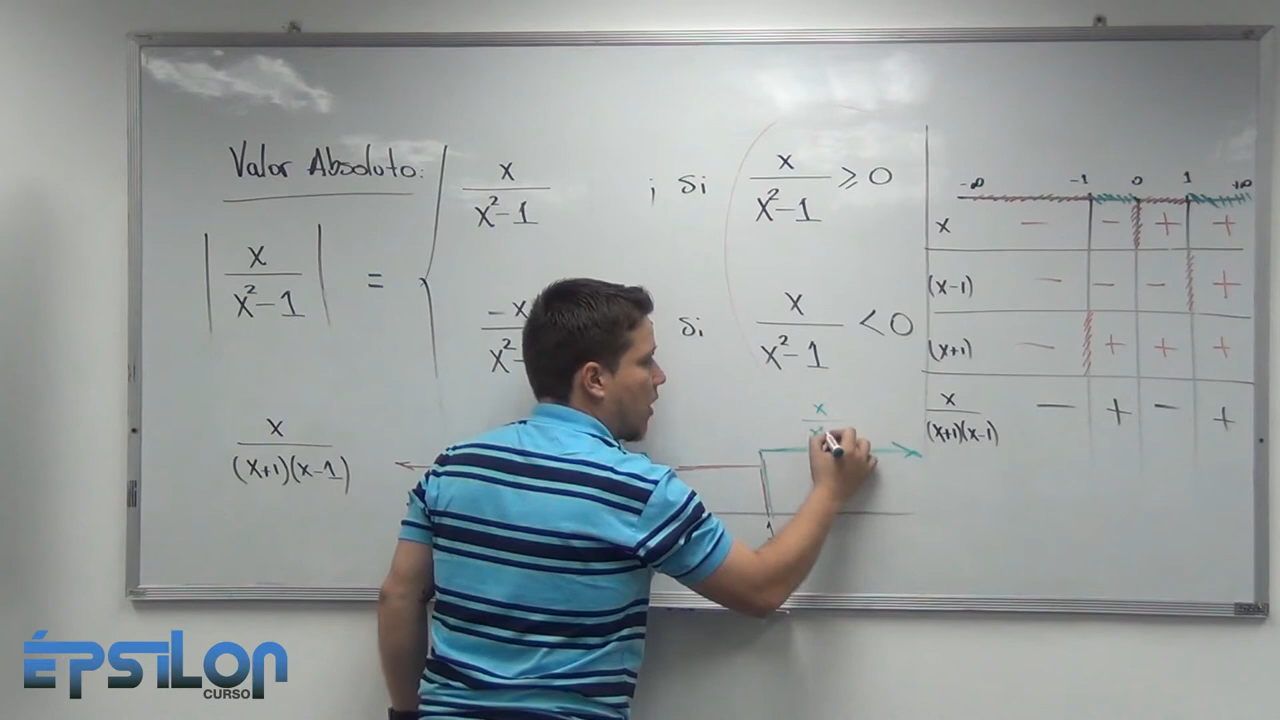 Valor Absoluto:
| x / x²-1 | = { x / x²-1 ; si x / x²-1 ⩾ 0
-x si x / x²-1 < 0
x / (x+1)(x-1)
x
-∞ -1 0 1 +∞
x - - + +
(x-1) - - - +
(x+1) - + + +
x / (x+1)(x-1) - + - +
ÉPSILON
CURSO